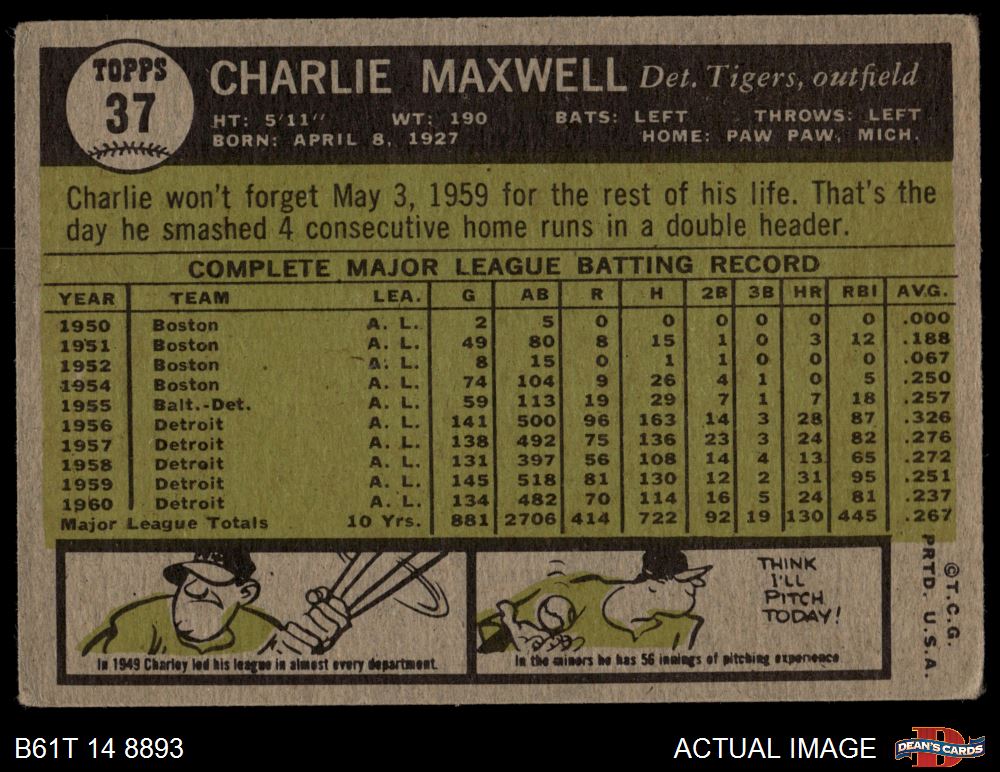 TOPPS
37
CHARLIE MAXWELL Det. Tigers, outfield
HT: 5'11" WT: 190 BATS: LEFT THROWS: LEFT
BORN: APRIL 8, 1927 HOME: PAW PAW, MICH.
Charlie won't forget May 3, 1959 for the rest of his life. That's the
day he smashed 4 consecutive home runs in a double header.
COMPLETE MAJOR LEAGUE BATTING RECORD
YEAR TEAM LEA. G AB R H 2B 3B HR RBI AVG.
1950 Boston A. L. 2 5 0 0 0 0 0 0 .000
1951 Boston A. L. 49 80 8 15 1 0 3 12 .188
1952 Boston A. L. 8 15 0 1 1 0 0 0 .067
1954 Boston A. L. 74 104 9 26 4 1 0 5 .250
1955 Balt.-Det. A. L. 59 113 19 29 7 1 7 18 .257
1956 Detroit A. L. 141 500 96 163 14 3 28 87 .326
1957 Detroit A. L. 138 492 75 136 23 3 24 82 .276
1958 Detroit A. L. 131 397 56 108 14 4 13 65 .272
1959 Detroit A. L. 145 518 81 130 12 2 31 95 .251
1960 Detroit A. L. 134 482 70 114 16 5 24 81 .237
Major League Totals 10 Yrs. 881 2706 414 722 92 19 130 445 .267
In 1949 Charley led his league in almost every department.
THINK
I'LL
PITCH
TODAY!
In the minors he has 56 innings of pitching experience
© T.C.G.
PRTD. U.S.A.
B61T 14 8893
ACTUAL IMAGE
D
DEAN'S CARDS